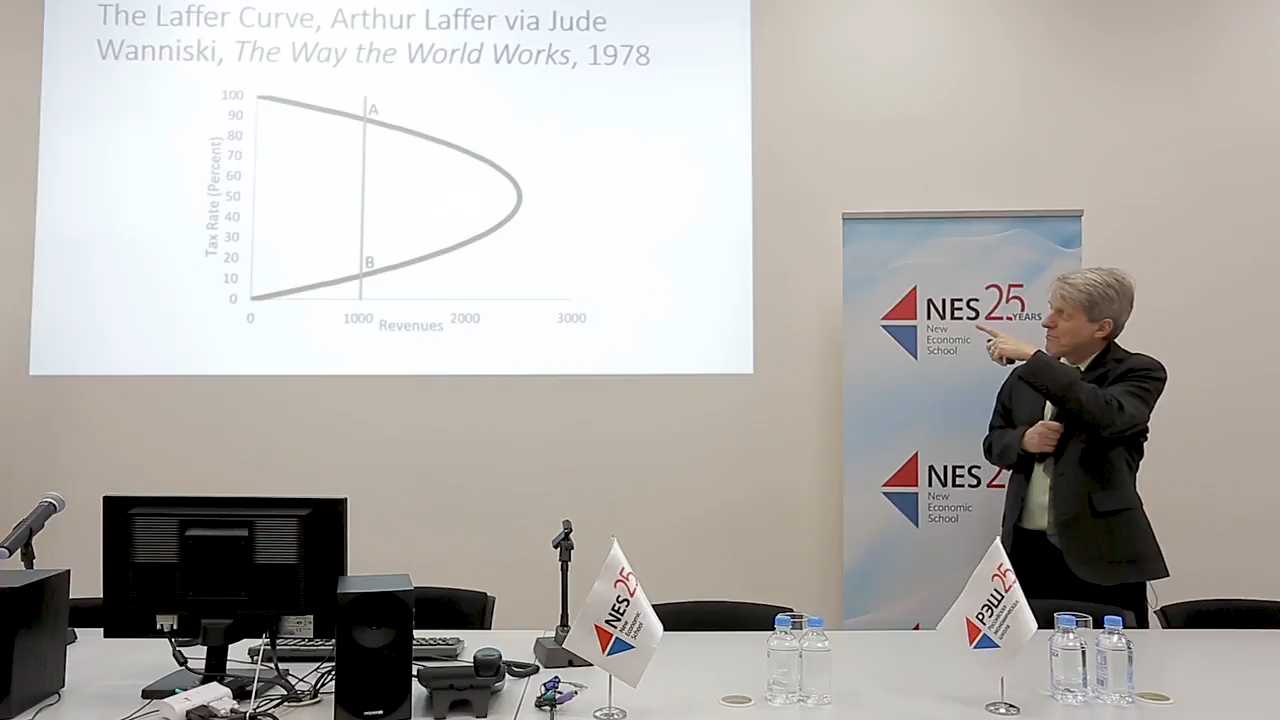 The Laffer Curve, Arthur Laffer via Jude
Wanniski, The Way the World Works, 1978
Tax Rate (Percent)
100
90
80
70
60
50
40
30
20
10
0
A
B
0
1000
2000
3000
Revenues
NES 25
YEARS
New
Economic
School
NES 2
New
Economic
School
NES 25
New
Economic
School
РЭШ 25